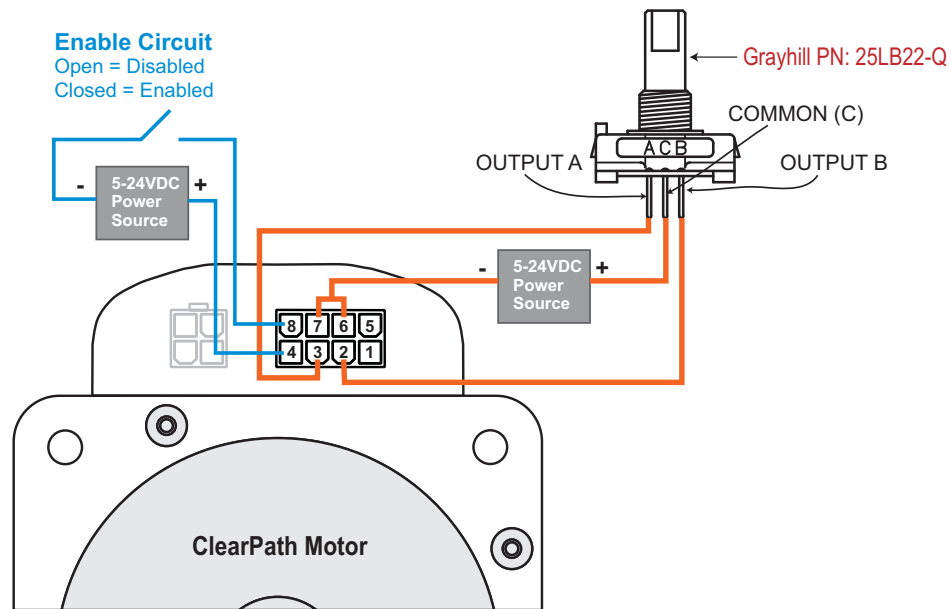 Enable Circuit
Open = Disabled
Closed = Enabled
Grayhill PN: 25LB22-Q
COMMON (C)
A C B
OUTPUT A
OUTPUT B
- 5-24VDC +
Power
Source
- 5-24VDC +
Power
Source
8 7 6 5
4 3 2 1
ClearPath Motor